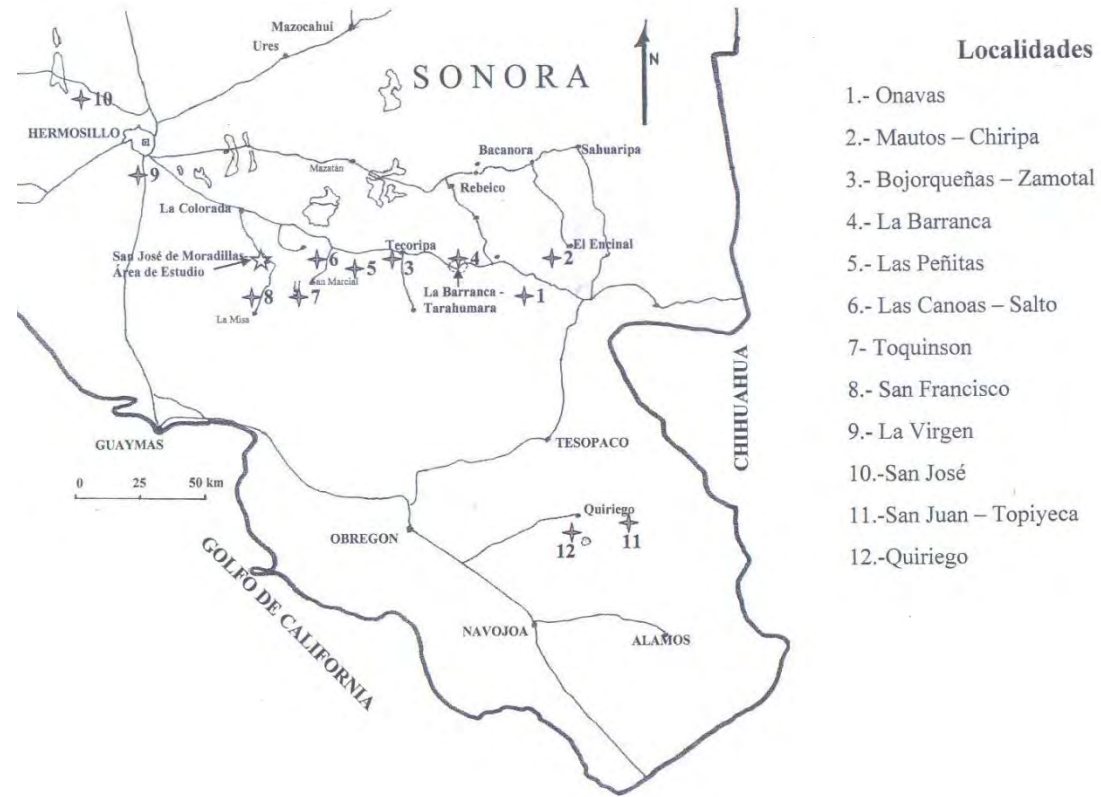 Mazocahui
Ures
SONORA
N
10
HERMOSILLO
9
Mazatán
Bacanora
Sahuaripa
Rebeico
La Colorada
San José de Moradillas
Área de Estudio
6
San Marcial
5
Tecoripa
3
4
2
El Encinal
La Barranca -
Tarahumara
1
8
7
La Misa
GUAYMAS
0 25 50 km
TESOPACO
CHIHUAHUA
OBREGON
Quiriego
12
11
GOLFO DE CALIFORNIA
NAVOJOA
ALAMOS
Localidades
1.- Onavas
2.- Mautos – Chiripa
3.- Bojorqueñas – Zamotal
4.- La Barranca
5.- Las Peñitas
6.- Las Canoas – Salto
7- Toquinson
8.- San Francisco
9.- La Virgen
10.-San José
11.-San Juan – Topiyeca
12.-Quiriego